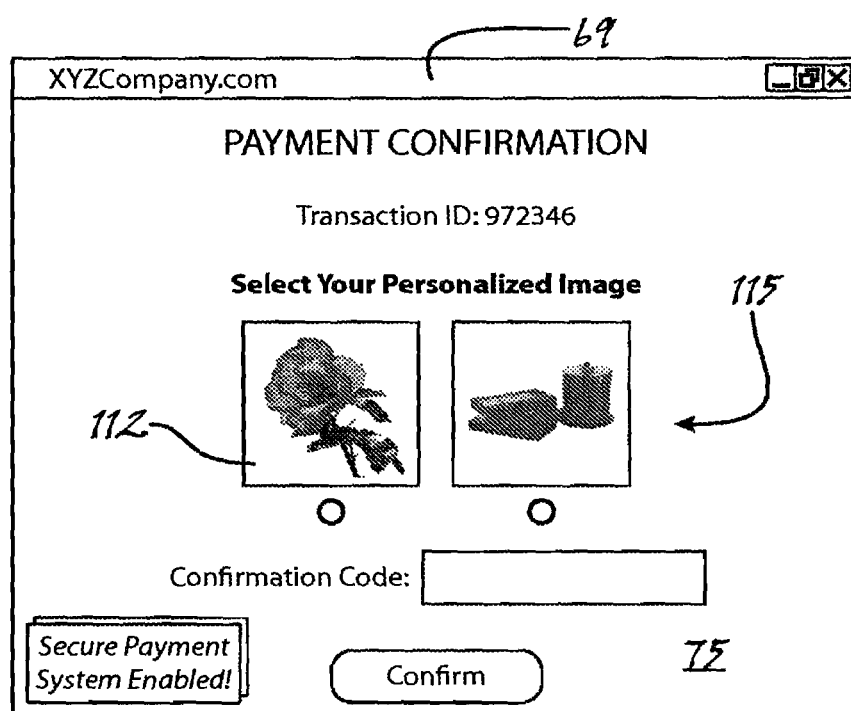 69
XYZCompany.com
PAYMENT CONFIRMATION
Transaction ID: 972346
Select Your Personalized Image
115
112
Confirmation Code:
Secure Payment
System Enabled!
Confirm
75